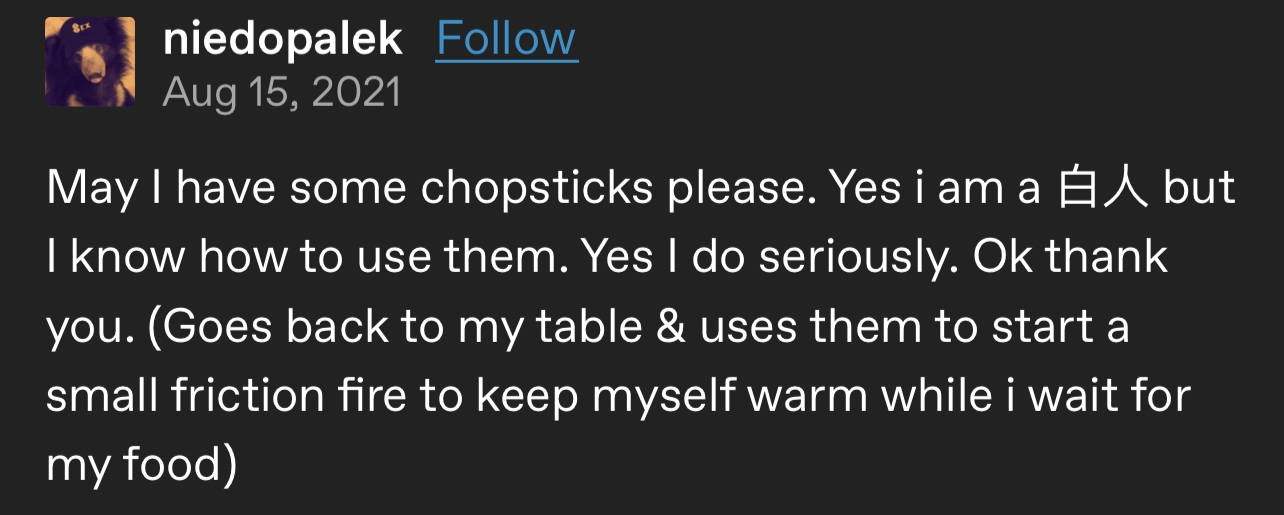 SEX
niedopalek Follow
Aug 15, 2021
May I have some chopsticks please. Yes i am a 白人 but
I know how to use them. Yes I do seriously. Ok thank
you. (Goes back to my table & uses them to start a
small friction fire to keep myself warm while i wait for
my food)